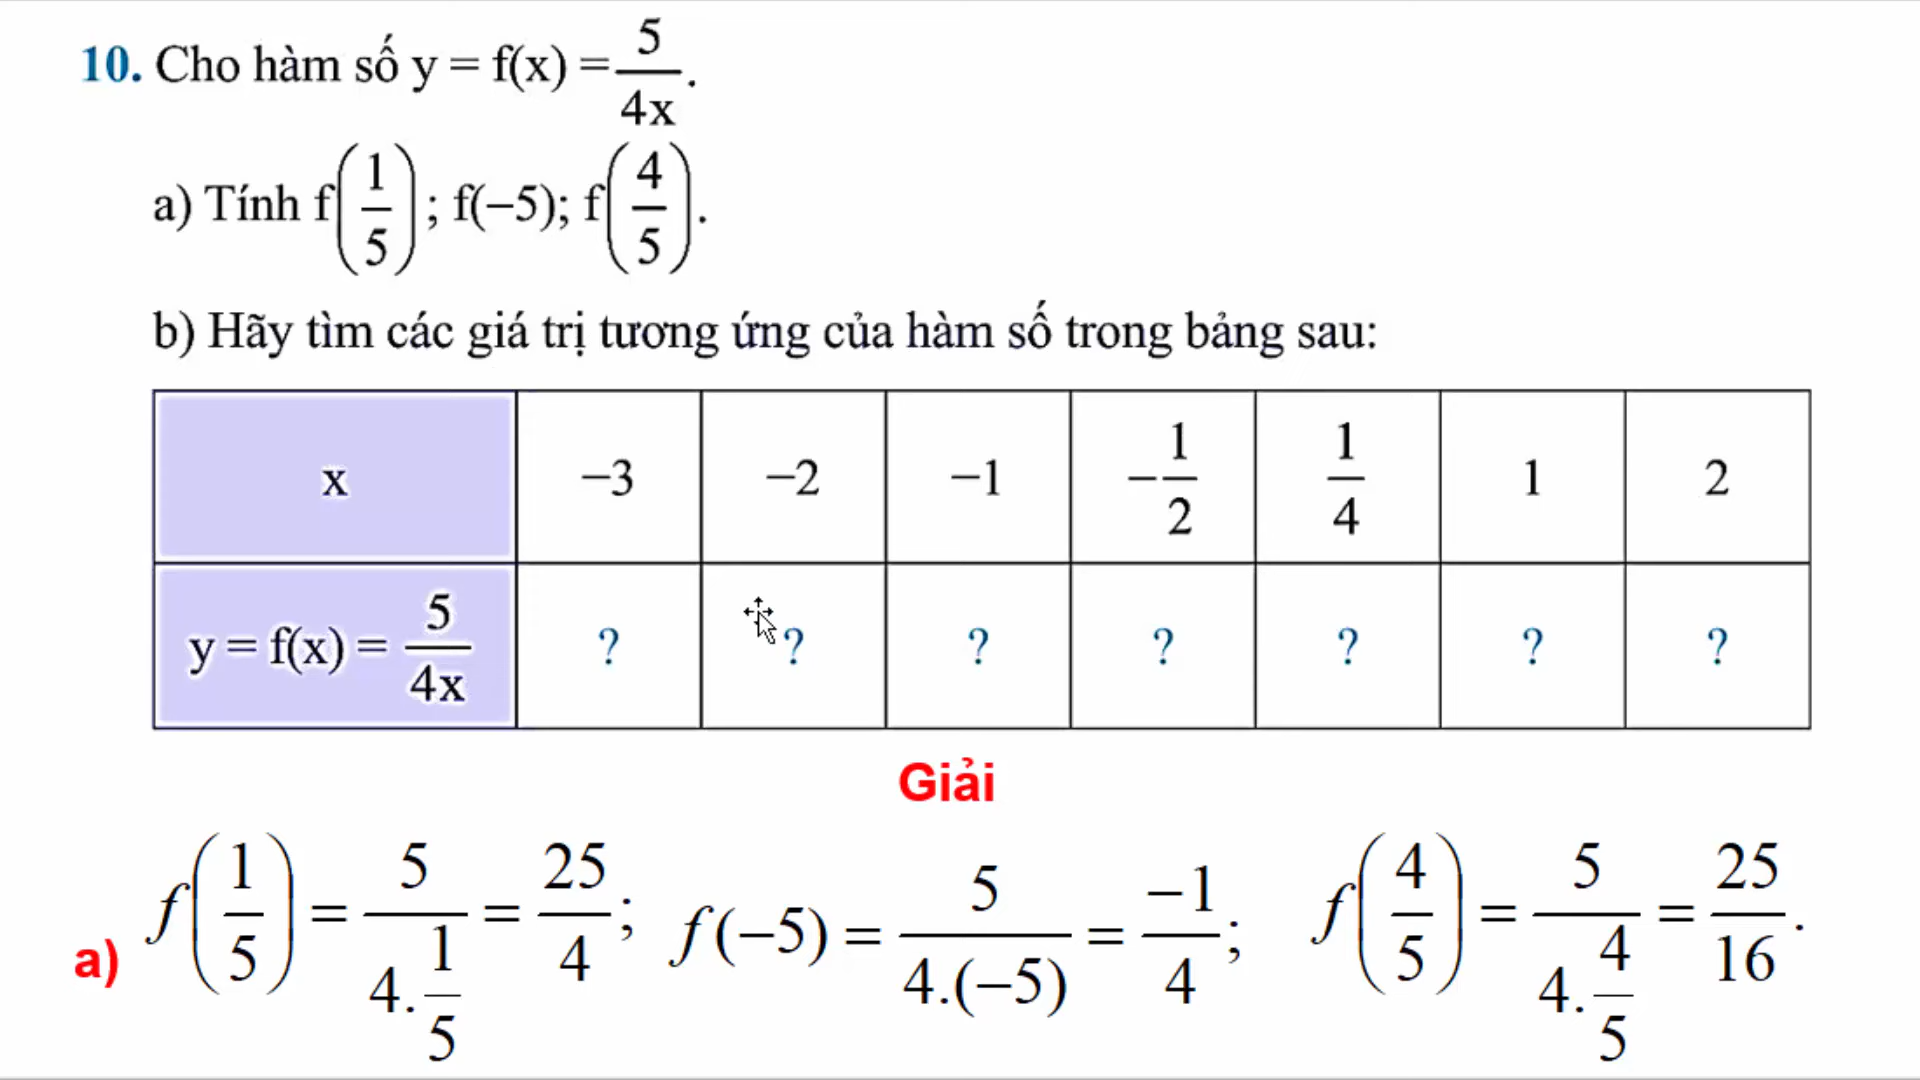 10. Cho hàm số y = f(x) = 5/4x.
a) Tính f(1/5); f(−5); f(4/5).
b) Hãy tìm các giá trị tương ứng của hàm số trong bảng sau:
x −3 −2 −1 −1/2 1/4 1 2
y = f(x) = 5/4x ? ? ? ? ? ? ?
Giải
a) f(1/5) = 5/(4.1/5) = 25/4; f(−5) = 5/(4.(−5)) = −1/4; f(4/5) = 5/(4.4/5) = 25/16.